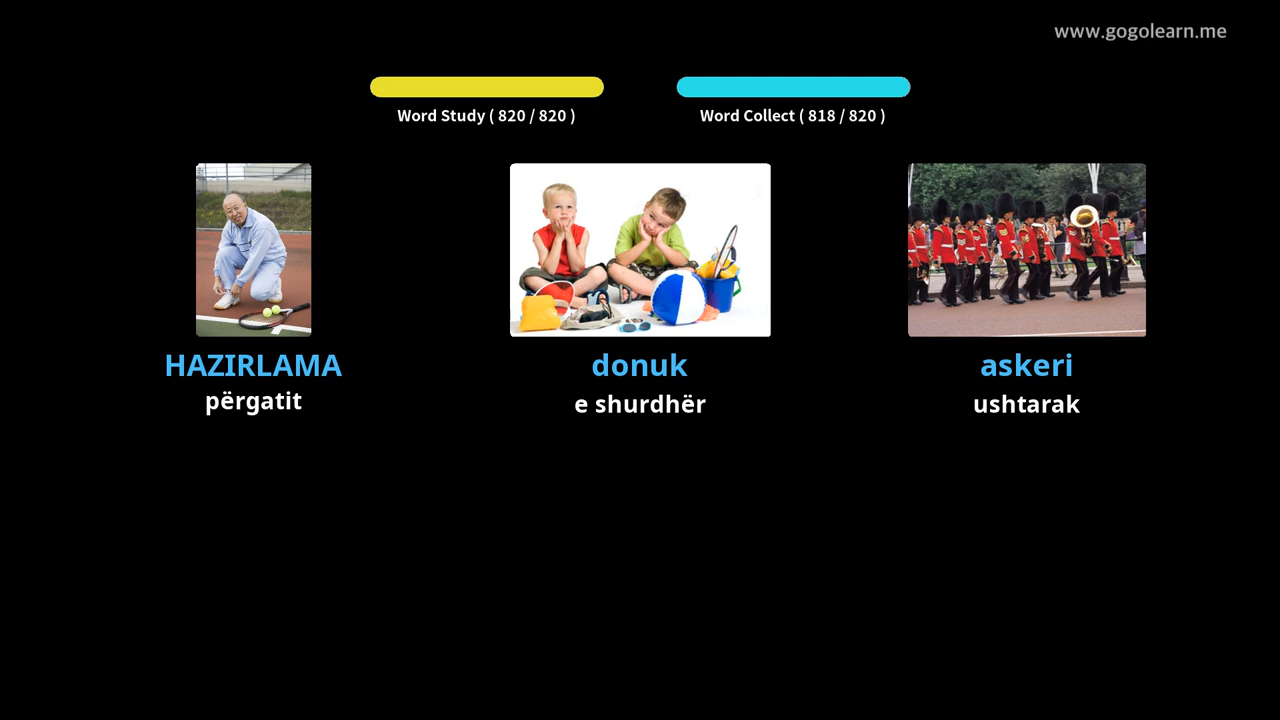 www.gogolearn.me
Word Study ( 820 / 820 )
Word Collect ( 818 / 820 )
HAZIRLAMA
përgatit
donuk
e shurdhër
askeri
ushtarak